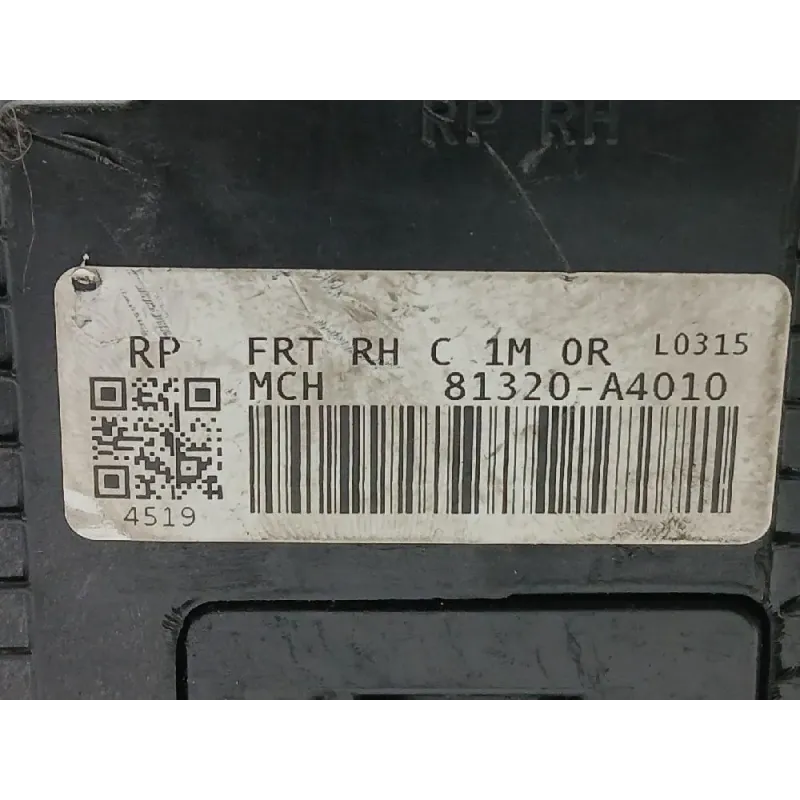 RP RH
RP FRT RH C 1M 0R L0315
MCH 81320-A4010
4519